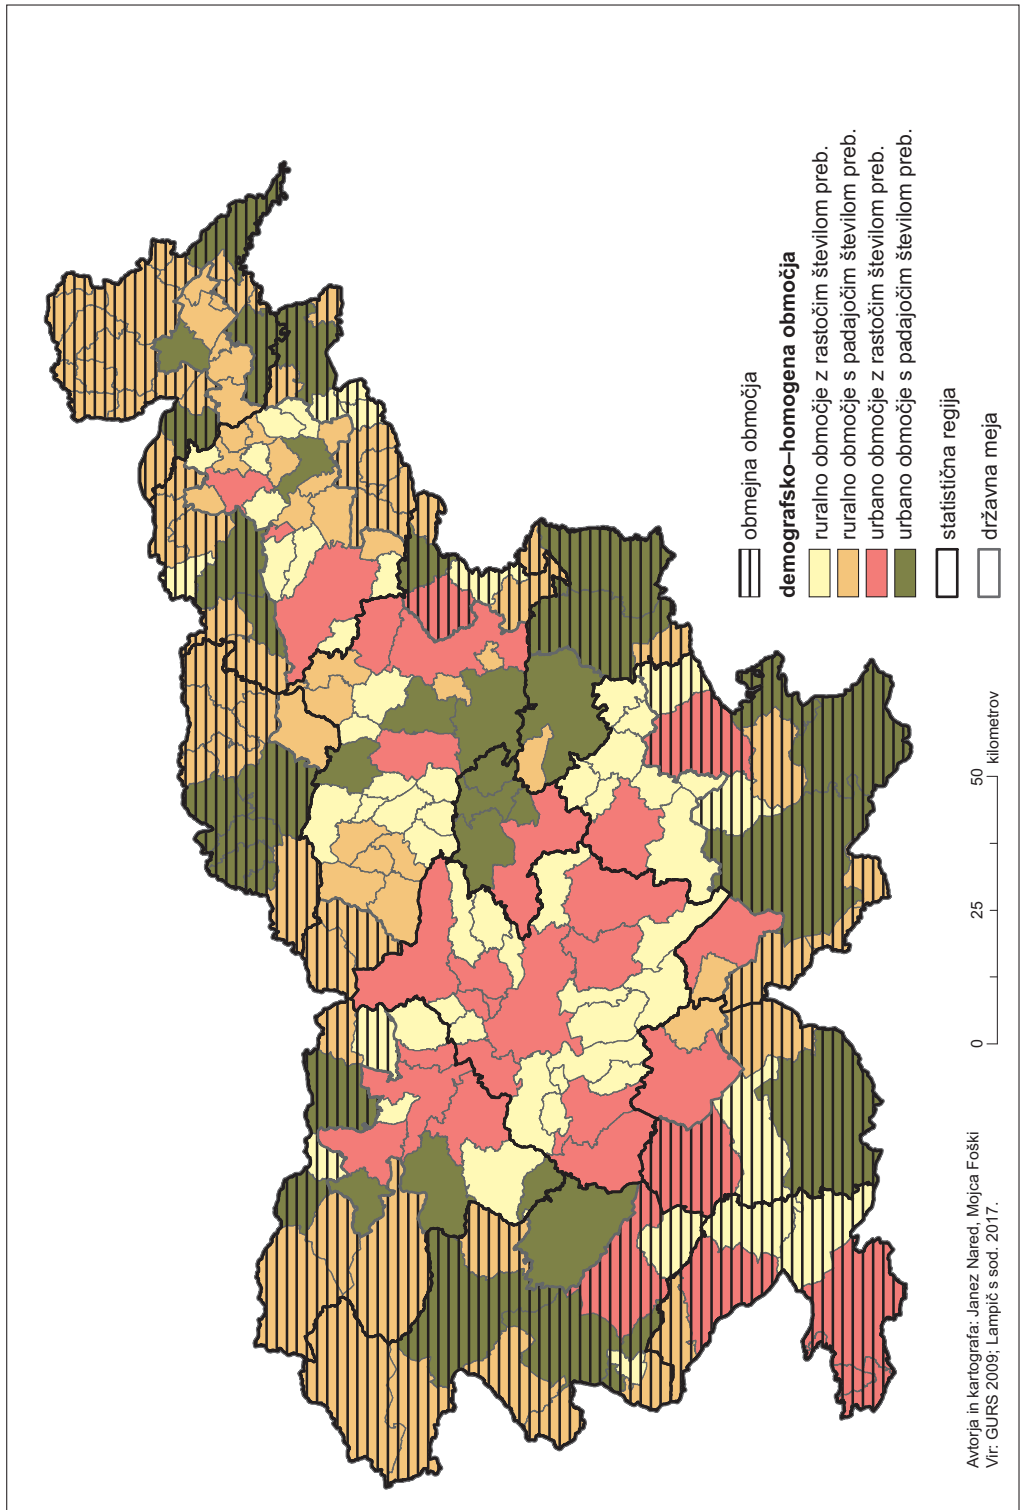 obmejna območja
demografsko–homogena območja
ruralno območje z rastočim številom preb.
ruralno območje s padajočim številom preb.
urbano območje z rastočim številom preb.
urbano območje s padajočim številom preb.
statistična regija
državna meja
0 25 50 kilometrov
Avtorja in kartografa: Janez Nared, Mojca Foški
Vir: GURS 2009; Lampič s sod. 2017.